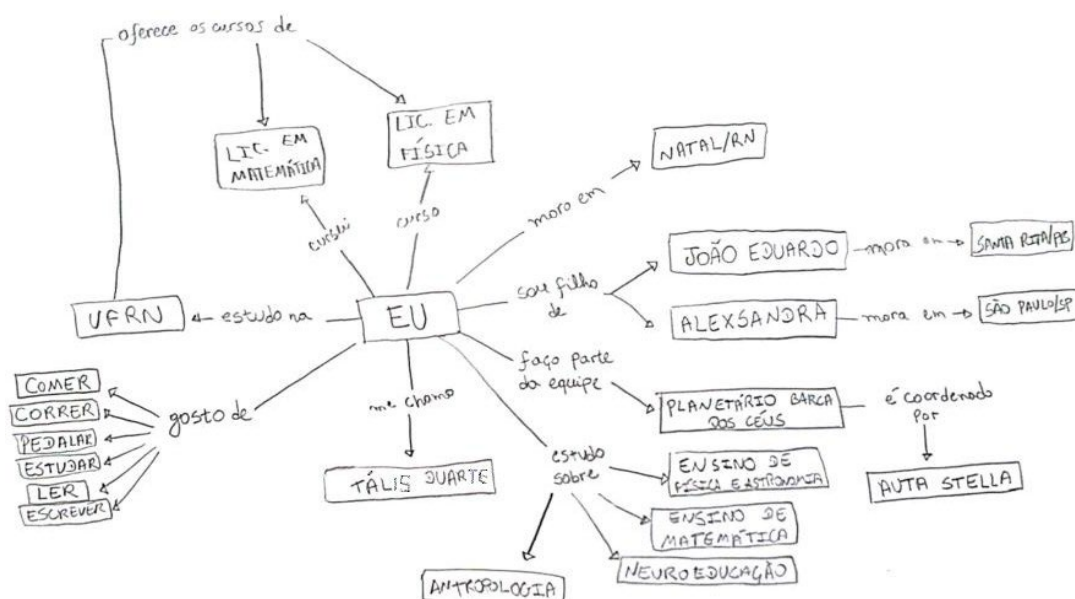 oferece os cursos de
LIC. EM
MATEMÁTICA
LIC. EM
FÍSICA
NATAL/RN
moro em
cursei
curso
JOÃO EDUARDO
mora em
SANTA RITA/PB
sou filho
de
UFRN
estudo na
EU
ALEXSANDRA
mora em
SÃO PAULO/SP
faço parte
da equipe
COMER
CORRER
PEDALAR
ESTUDAR
LER
ESCREVER
gosto de
me chamo
TÁLIS DUARTE
PLANETÁRIO BARCA
DOS CÉUS
é coordenado
por
AUTA STELLA
estudo
sobre
ENSINO DE
FÍSICA E ASTRONOMIA
ENSINO DE
MATEMÁTICA
NEUROEDUCAÇÃO
ANTROPOLOGIA